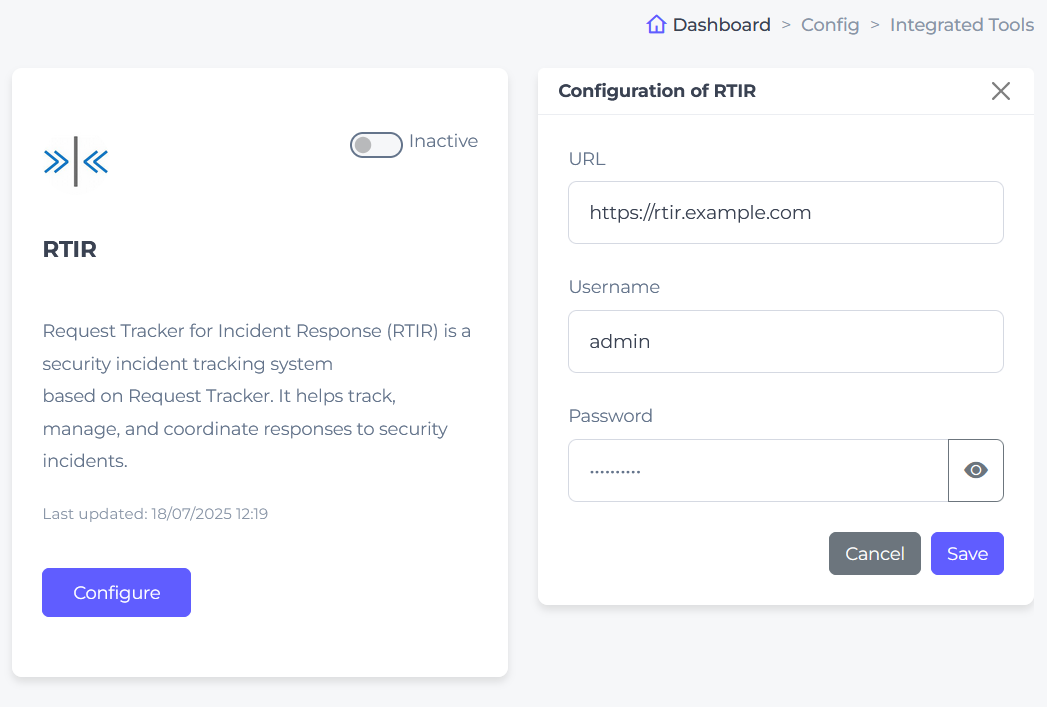 Dashboard > Config > Integrated Tools
Inactive
RTIR
Request Tracker for Incident Response (RTIR) is a
security incident tracking system
based on Request Tracker. It helps track,
manage, and coordinate responses to security
incidents.
Last updated: 18/07/2025 12:19
Configure
Configuration of RTIR
URL
https://rtir.example.com
Username
admin
Password
··········
Cancel Save